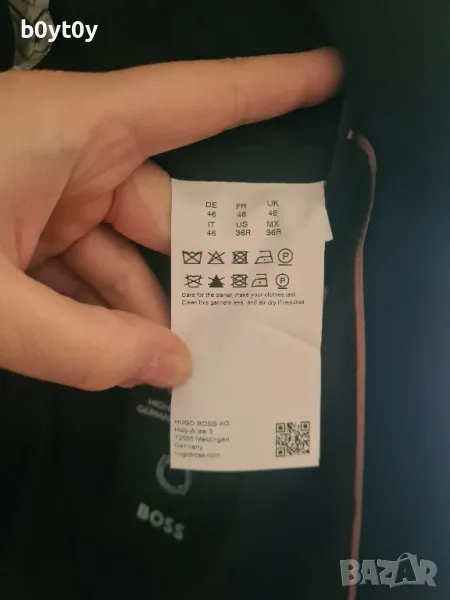 b0yt0y
DE FR UK
46 46 46
IT US MX
46 36R 36R
P
P
Care for the planet, make your clothes last.
Clean this garment less, and air dry if required.
HUGO BOSS AG
Holy-Allee 3
72555 Metzingen
Germany
hugoboss.com
BOSS
BAZAR